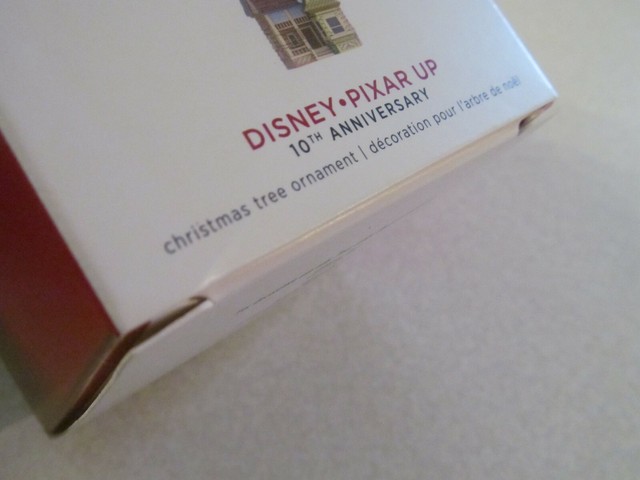 DISNEY•PIXAR UP
10TH ANNIVERSARY
christmas tree ornament | décoration pour l'arbre de noël